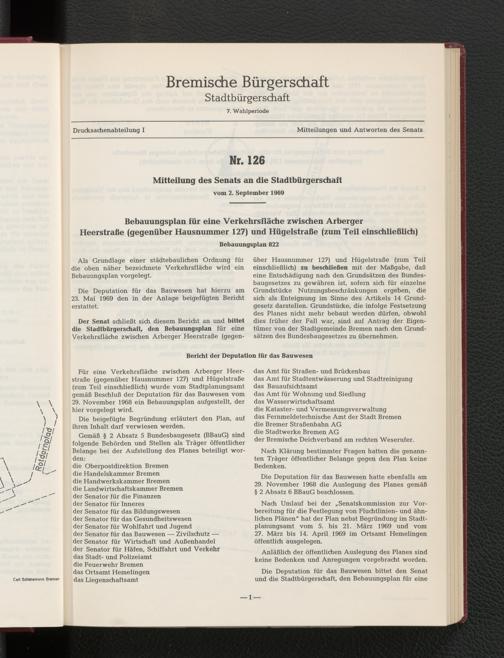 Bremische Bürgerschaft
Stadtbürgerschaft
7. Wahlperiode
Drucksachenabteilung I
Mitteilungen und Antworten des Senats
Nr. 126
Mitteilung des Senats an die Stadtbürgerschaft
vom 2. September 1969
Bebauungsplan für eine Verkehrsfläche zwischen Arberger
Heerstraße (gegenüber Hausnummer 127) und Hügelstraße (zum Teil einschließlich)
Bebauungsplan 822
Als Grundlage einer städtebaulichen Ordnung für
die oben näher bezeichnete Verkehrsfläche wird ein
Bebauungsplan vorgelegt.
Die Deputation für das Bauwesen hat hierzu am
23. Mai 1969 den in der Anlage beigefügten Bericht
erstattet.
Der Senat schließt sich diesem Bericht an und bittet
die Stadtbürgerschaft, den Bebauungsplan für eine
Verkehrsfläche zwischen Arberger Heerstraße (gegen-
über Hausnummer 127) und Hügelstraße (zum Teil
einschließlich) zu beschließen mit der Maßgabe, daß
eine Entschädigung nach den Grundsätzen des Bundes-
baugesetzes zu gewähren ist, sofern sich für einzelne
Grundstücke Nutzungsbeschränkungen ergeben, die
sich als Enteignung im Sinne des Artikels 14 Grund-
gesetz darstellen. Grundstücke, die infolge Festsetzung
des Planes nicht mehr bebaut werden dürfen, obwohl
dies früher der Fall war, sind auf Antrag der Eigen-
tümer von der Stadtgemeinde Bremen nach den Grund-
sätzen des Bundesbaugesetzes zu übernehmen.
Bericht der Deputation für das Bauwesen
Für eine Verkehrsfläche zwischen Arberger Heer-
straße (gegenüber Hausnummer 127) und Hügelstraße
(zum Teil einschließlich) wurde vom Stadtplanungsamt
gemäß Beschluß der Deputation für das Bauwesen vom
29. November 1968 ein Bebauungsplan aufgestellt, der
hier vorgelegt wird.
Die beigefügte Begründung erläutert den Plan, auf
ihren Inhalt darf verwiesen werden.
Gemäß § 2 Absatz 5 Bundesbaugesetz (BBauG) sind
folgende Behörden und Stellen als Träger öffentlicher
Belange bei der Aufstellung des Planes beteiligt wor-
den:
die Oberpostdirektion Bremen
die Handelskammer Bremen
die Handwerkskammer Bremen
die Landwirtschaftskammer Bremen
der Senator für die Finanzen
der Senator für Inneres
der Senator für das Bildungswesen
der Senator für das Gesundheitswesen
der Senator für Wohlfahrt und Jugend
der Senator für das Bauwesen — Zivilschutz —
der Senator für Wirtschaft und Außenhandel
der Senator für Häfen, Schiffahrt und Verkehr
das Stadt- und Polizeiamt
die Feuerwehr Bremen
das Ortsamt Hemelingen
das Liegenschaftsamt
das Amt für Straßen- und Brückenbau
das Amt für Stadtentwässerung und Stadtreinigung
das Bauaufsichtsamt
das Amt für Wohnung und Siedlung
das Wasserwirtschaftsamt
die Kataster- und Vermessungsverwaltung
das Fernmeldetechnische Amt der Stadt Bremen
die Bremer Straßenbahn AG
die Stadtwerke Bremen AG
der Bremische Deichverband am rechten Weserufer.
Nach Klärung bestimmter Fragen hatten die genann-
ten Träger öffentlicher Belange gegen den Plan keine
Bedenken.
Die Deputation für das Bauwesen hatte ebenfalls am
29. November 1968 die Auslegung des Planes gemäß
§ 2 Absatz 6 BBauG beschlossen.
Nach Umlauf bei der „Senatskommission zur Vor-
bereitung für die Festlegung von Fluchtlinien- und ähn-
lichen Plänen" hat der Plan nebst Begründung im Stadt-
planungsamt vom 5. bis 21. März 1969 und vom
27. März bis 14. April 1969 im Ortsamt Hemelingen
öffentlich ausgelegen.
Anläßlich der öffentlichen Auslegung des Planes sind
keine Bedenken und Anregungen vorgebracht worden.
Die Deputation für das Bauwesen bittet den Senat
und die Stadtbürgerschaft, den Bebauungsplan für eine
— 1 —
Carl Schünemann Bremen